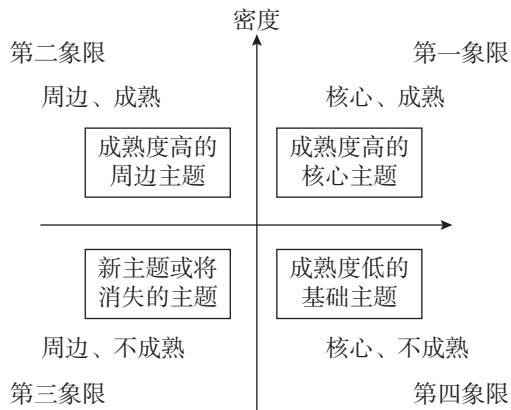 密度
第二象限
第一象限
周边、成熟
核心、成熟
成熟度高的
周边主题
成熟度高的
核心主题
新主题或将
消失的主题
成熟度低的
基础主题
周边、不成熟
核心、不成熟
第三象限
第四象限